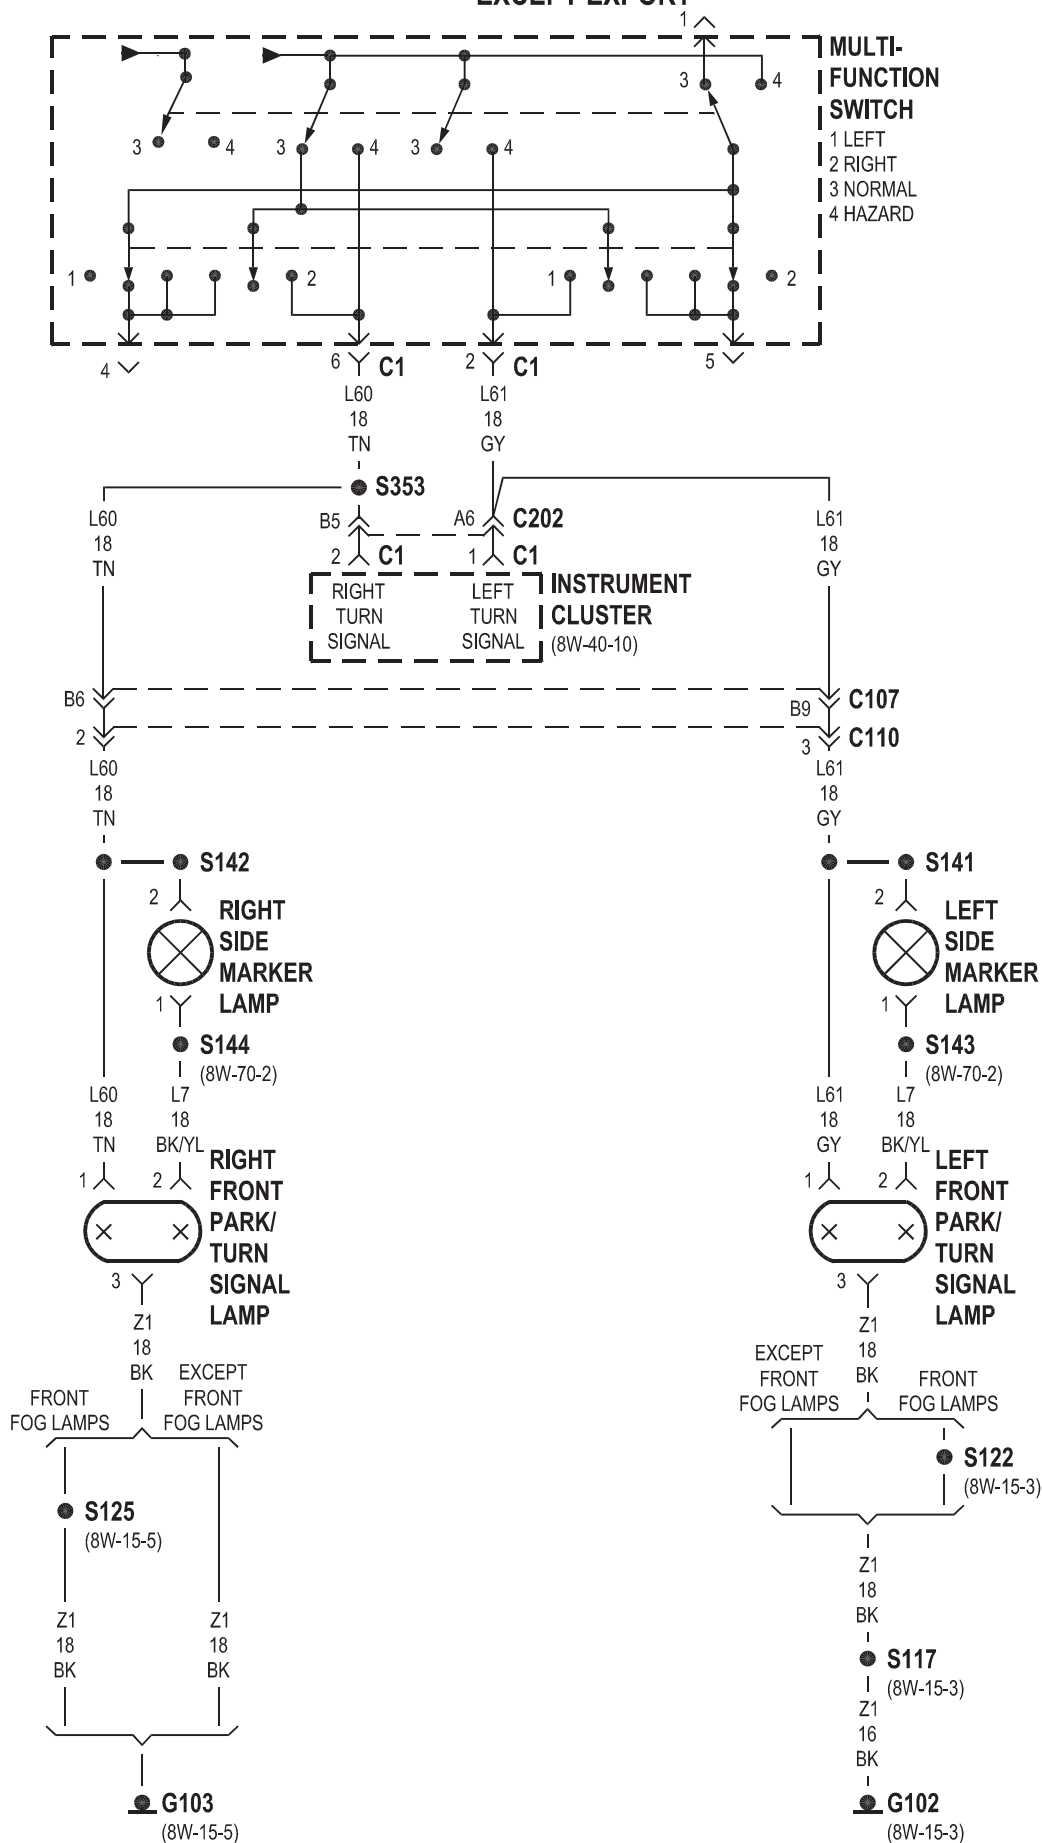 EXCEPT EXPORT
1
MULTI-
FUNCTION
SWITCH
1 LEFT
2 RIGHT
3 NORMAL
4 HAZARD
3 4
3 4 3 4 3 4
1 2 1 2
4 6 C1 2 C1 5
L60 L61
18 18
TN GY
S353
L60 B5 A6 C202 L61
18 18
TN 2 C1 1 C1 GY
RIGHT LEFT INSTRUMENT
TURN TURN CLUSTER
SIGNAL SIGNAL (8W-40-10)
B6 B9 C107
2 3 C110
L60 L61
18 18
TN GY
S142 S141
2 2
RIGHT LEFT
SIDE SIDE
MARKER MARKER
LAMP LAMP
1 1
S144 S143
(8W-70-2) (8W-70-2)
L60 L7 L61 L7
18 18 18 18
TN BK/YL GY BK/YL
1 2 1 2
RIGHT LEFT
FRONT FRONT
PARK/ PARK/
TURN TURN
SIGNAL SIGNAL
LAMP LAMP
3 3
Z1 Z1
18 18
BK BK
FRONT
FOG LAMPS
EXCEPT
FRONT
FOG LAMPS
EXCEPT
FRONT
FOG LAMPS
FRONT
FOG LAMPS
S122
(8W-15-3)
S125
(8W-15-5)
Z1
18
BK
Z1 Z1
18 18
BK BK
S117
(8W-15-3)
Z1
16
BK
G103 G102
(8W-15-5) (8W-15-3)